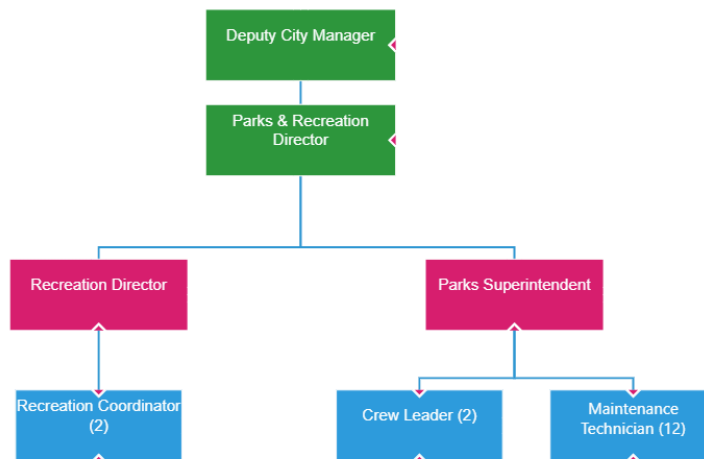 Deputy City Manager
Parks & Recreation
Director
Recreation Director
Parks Superintendent
Recreation Coordinator
(2)
Crew Leader (2)
Maintenance
Technician (12)